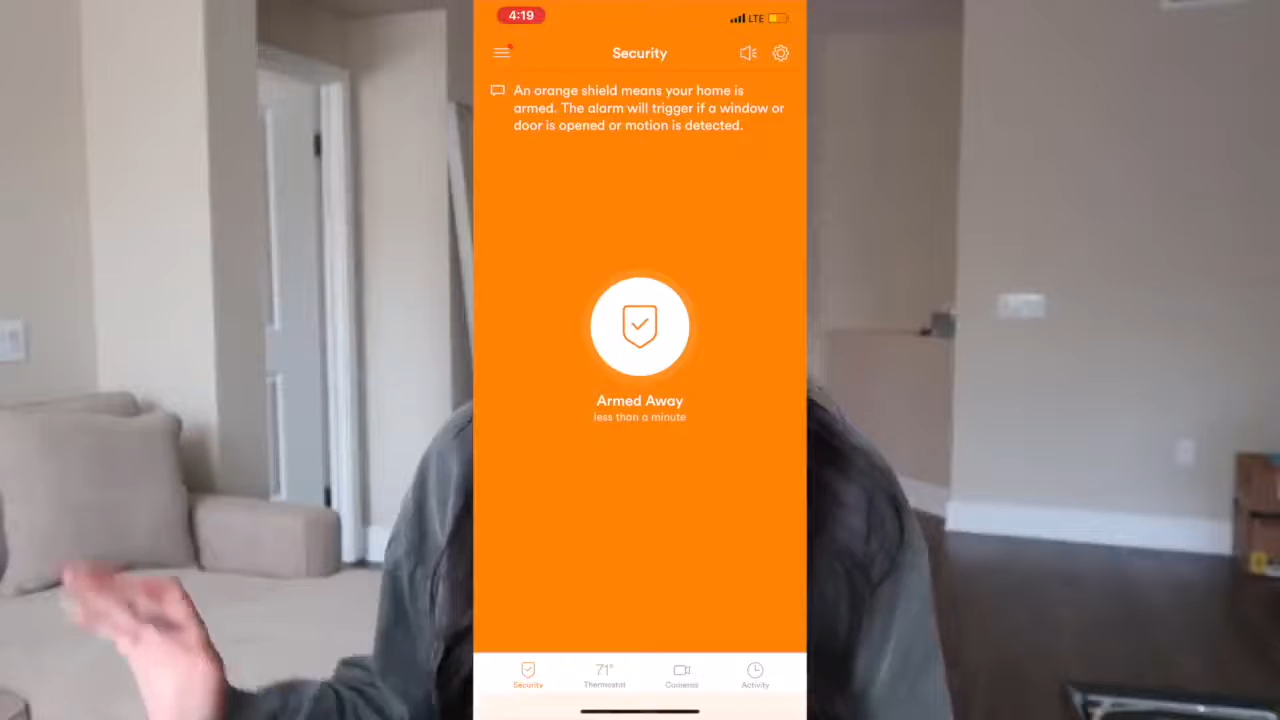 4:19
LTE
Security
An orange shield means your home is
armed. The alarm will trigger if a window or
door is opened or motion is detected.
Armed Away
less than a minute
71°
Security
Thermostat
Cameras
Activity